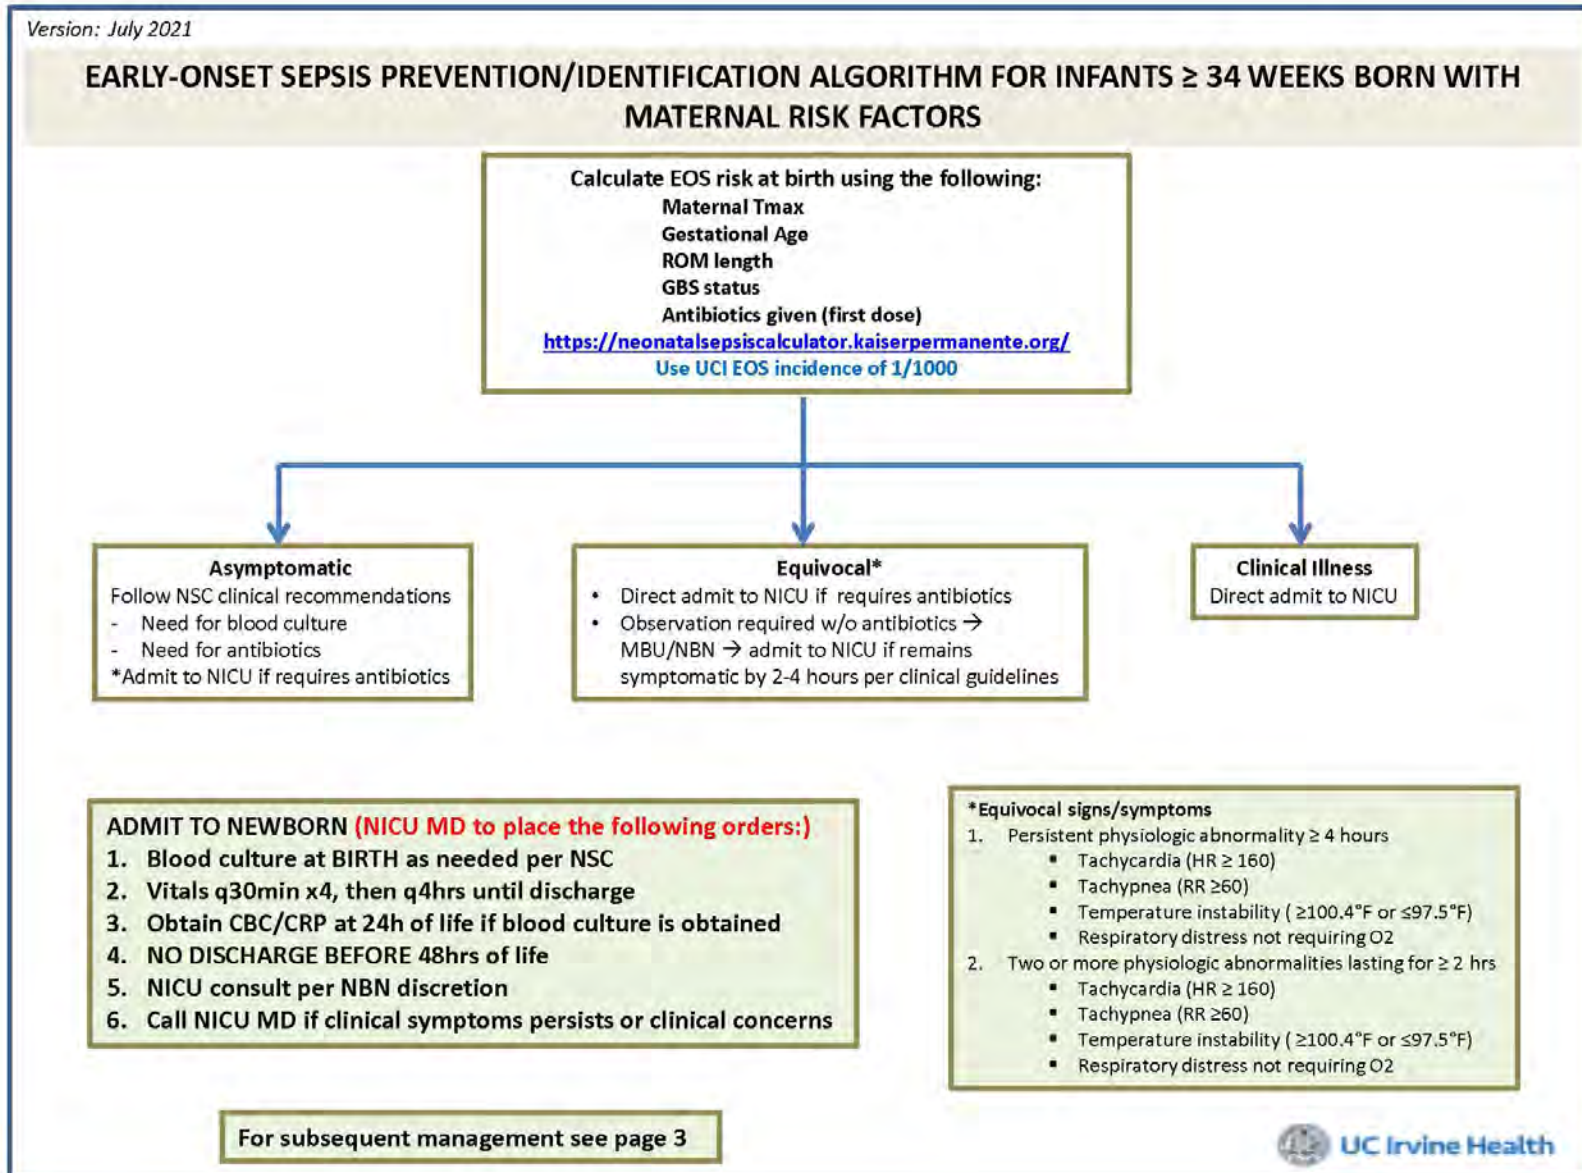 Version: July 2021
EARLY-ONSET SEPSIS PREVENTION/IDENTIFICATION ALGORITHM FOR INFANTS ≥ 34 WEEKS BORN WITH
MATERNAL RISK FACTORS
Calculate EOS risk at birth using the following:
Maternal Tmax
Gestational Age
ROM length
GBS status
Antibiotics given (first dose)
https://neonatalsepsiscalculator.kaiserpermanente.org/
Use UCI EOS incidence of 1/1000
Asymptomatic
Follow NSC clinical recommendations
- Need for blood culture
- Need for antibiotics
*Admit to NICU if requires antibiotics
Equivocal*
• Direct admit to NICU if requires antibiotics
• Observation required w/o antibiotics →
MBU/NBN → admit to NICU if remains
symptomatic by 2-4 hours per clinical guidelines
Clinical Illness
Direct admit to NICU
ADMIT TO NEWBORN (NICU MD to place the following orders:)
1. Blood culture at BIRTH as needed per NSC
2. Vitals q30min x4, then q4hrs until discharge
3. Obtain CBC/CRP at 24h of life if blood culture is obtained
4. NO DISCHARGE BEFORE 48hrs of life
5. NICU consult per NBN discretion
6. Call NICU MD if clinical symptoms persists or clinical concerns
*Equivocal signs/symptoms
1. Persistent physiologic abnormality ≥ 4 hours
▪ Tachycardia (HR ≥ 160)
▪ Tachypnea (RR ≥60)
▪ Temperature instability ( ≥100.4°F or ≤97.5°F)
▪ Respiratory distress not requiring O2
2. Two or more physiologic abnormalities lasting for ≥ 2 hrs
▪ Tachycardia (HR ≥ 160)
▪ Tachypnea (RR ≥60)
▪ Temperature instability ( ≥100.4°F or ≤97.5°F)
▪ Respiratory distress not requiring O2
For subsequent management see page 3
UC Irvine Health